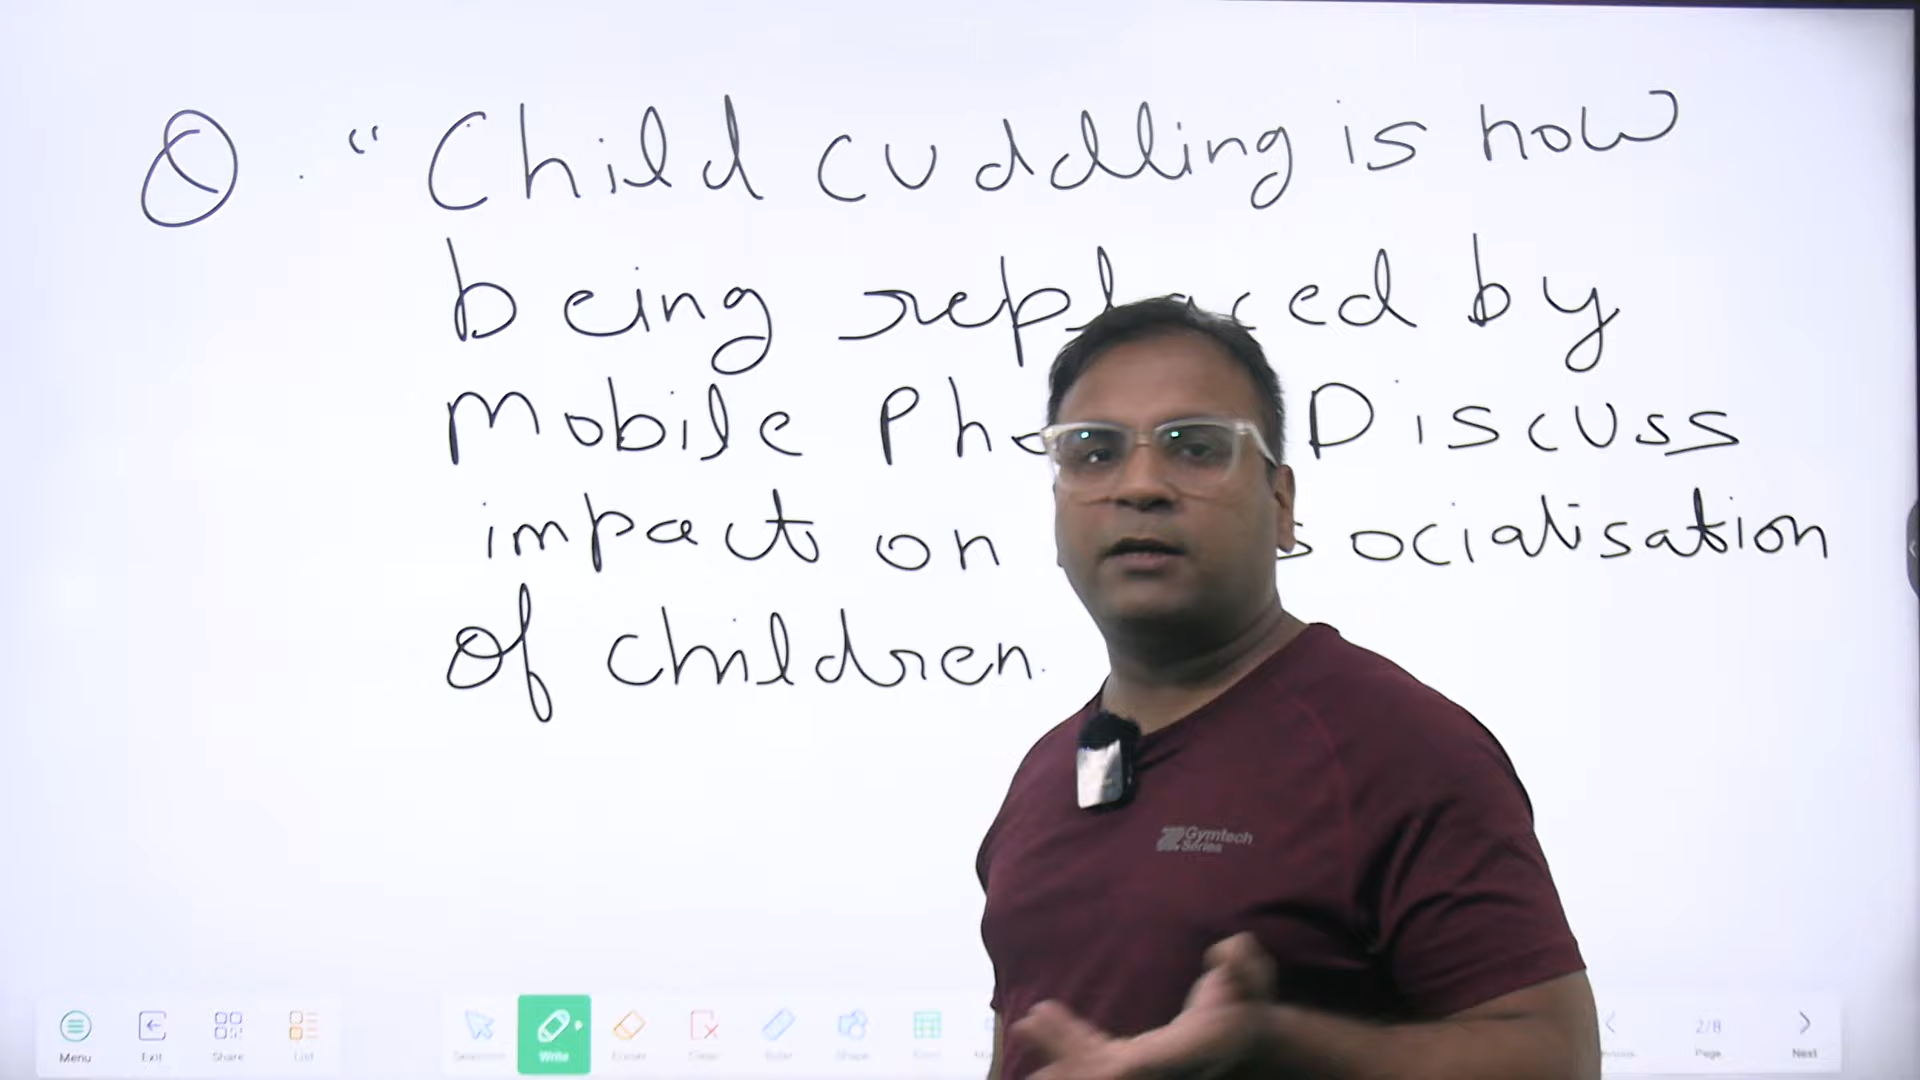 Q. "Child cuddling is now
being replaced by
Mobile Discuss
impact on socialisation
of children.
Gymtech
Series
Menu Exit Share List Write 2/8 Next
Page